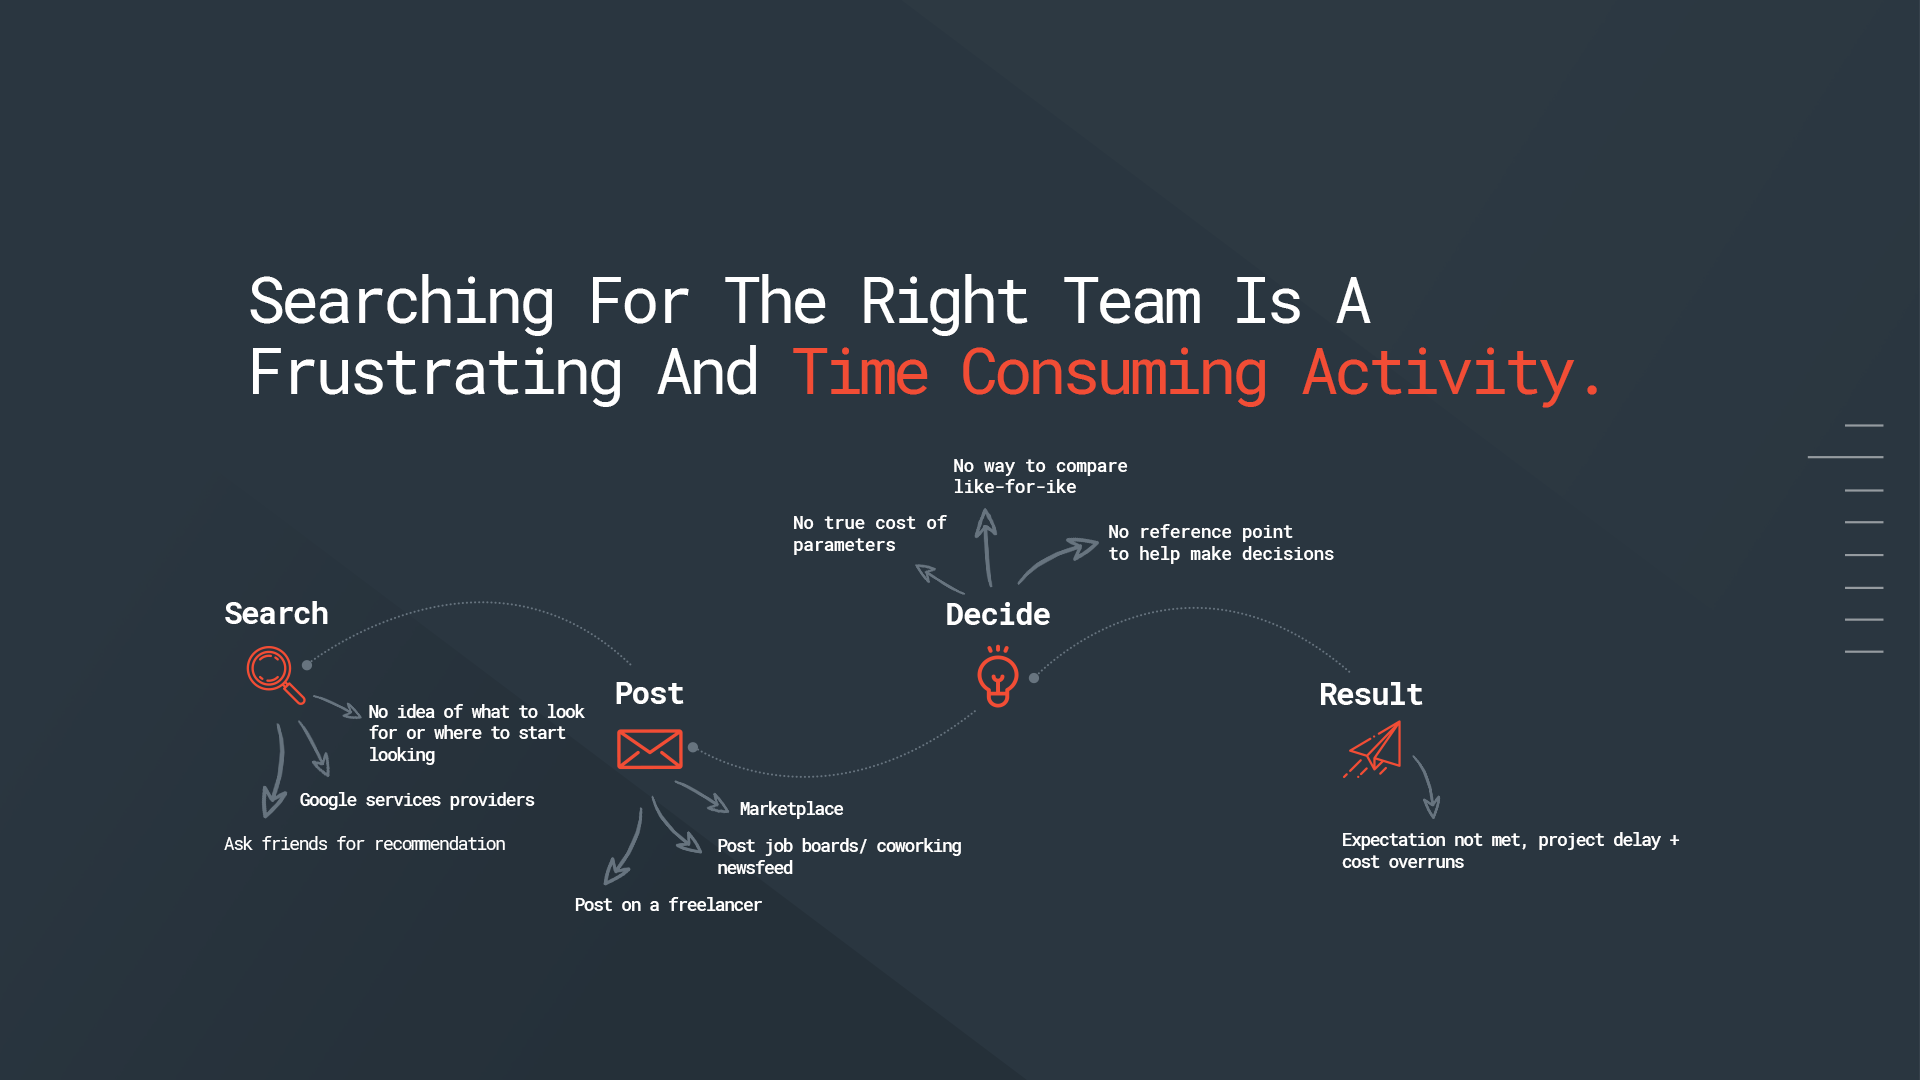 Searching For The Right Team Is A
Frustrating And Time Consuming Activity.
Search
No idea of what to look
for or where to start
looking
Google services providers
Ask friends for recommendation
Post
Marketplace
Post job boards/ coworking
newsfeed
Post on a freelancer
No way to compare
like-for-ike
No true cost of
parameters
No reference point
to help make decisions
Decide
Result
Expectation not met, project delay +
cost overruns